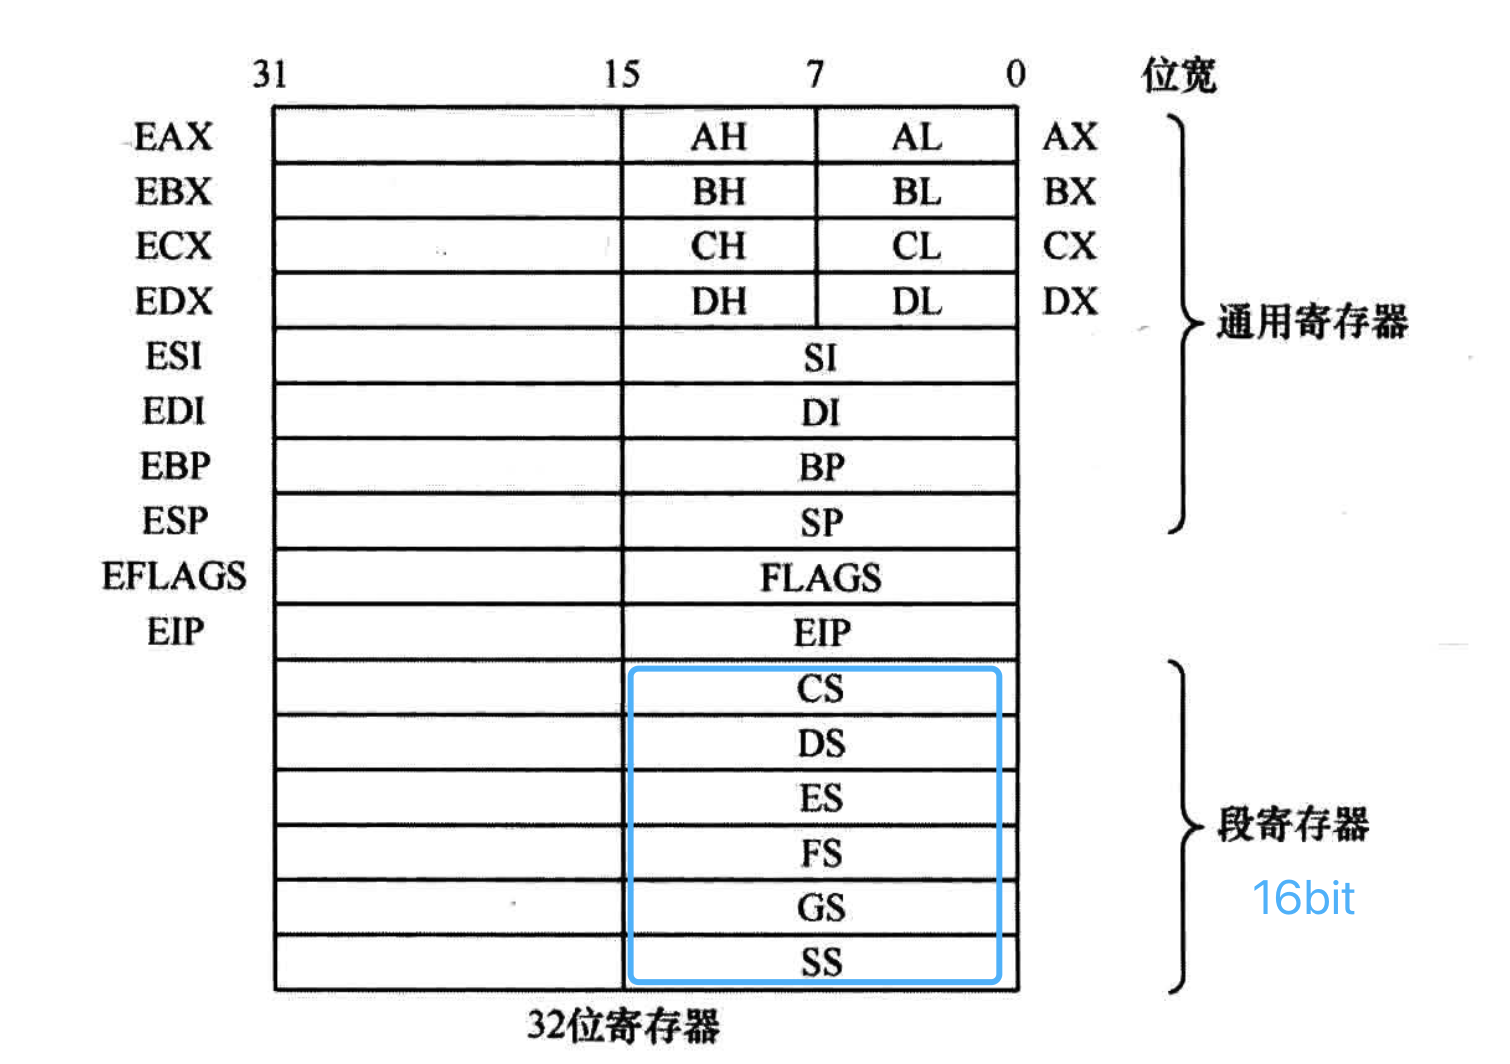 31 15 7 0 位宽
EAX AH AL AX
EBX BH BL BX
ECX CH CL CX
EDX DH DL DX
ESI SI
EDI DI
EBP BP
ESP SP
通用寄存器
EFLAGS FLAGS
EIP EIP
CS
DS
ES
FS
GS
SS
段寄存器
16bit
32位寄存器